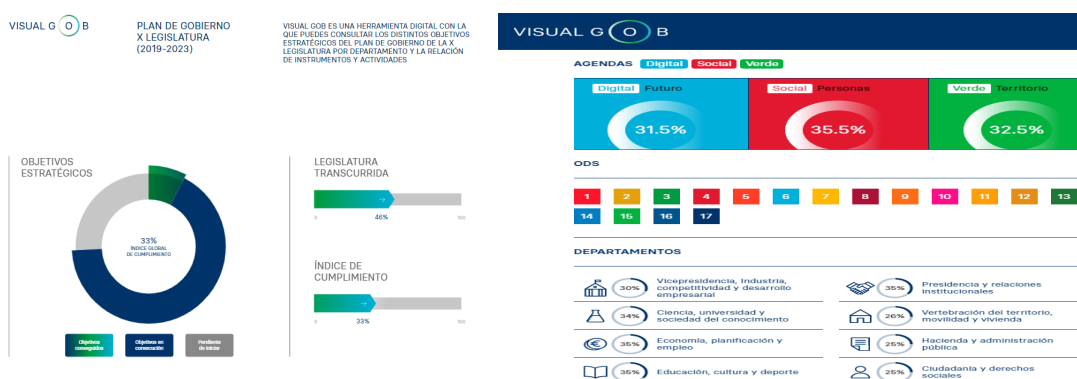 VISUAL G O B
PLAN DE GOBIERNO
X LEGISLATURA
(2019-2023)
VISUAL GOB ES UNA HERRAMIENTA DIGITAL CON LA
QUE PUEDES CONSULTAR LOS DISTINTOS OBJETIVOS
ESTRATÉGICOS DEL PLAN DE GOBIERNO DE LA X
LEGISLATURA POR DEPARTAMENTO Y LA RELACIÓN
DE INSTRUMENTOS Y ACTIVIDADES
OBJETIVOS
ESTRATÉGICOS
33%
ÍNDICE GLOBAL
DE CUMPLIMIENTO
Objetivos
conseguidos
Objetivos en
consecución
Pendiente
de iniciar
LEGISLATURA
TRANSCURRIDA
0
46%
100
ÍNDICE DE
CUMPLIMIENTO
0
33%
100
VISUAL G O B
AGENDAS Digital Social Verde
Digital Futuro
31.5%
Social Personas
35.5%
Verde Territorio
32.5%
ODS
1 2 3 4 5 6 7 8 9 10 11 12 13
14 15 16 17
DEPARTAMENTOS
30%
Vicepresidencia, Industria,
competitividad y desarrollo
empresarial
35%
Presidencia y relaciones
institucionales
34%
Ciencia, universidad y
sociedad del conocimiento
26%
Vertebración del territorio,
movilidad y vivienda
35%
Economía, planificación y
empleo
25%
Hacienda y administración
pública
35%
Educación, cultura y deporte
25%
Ciudadanía y derechos
sociales